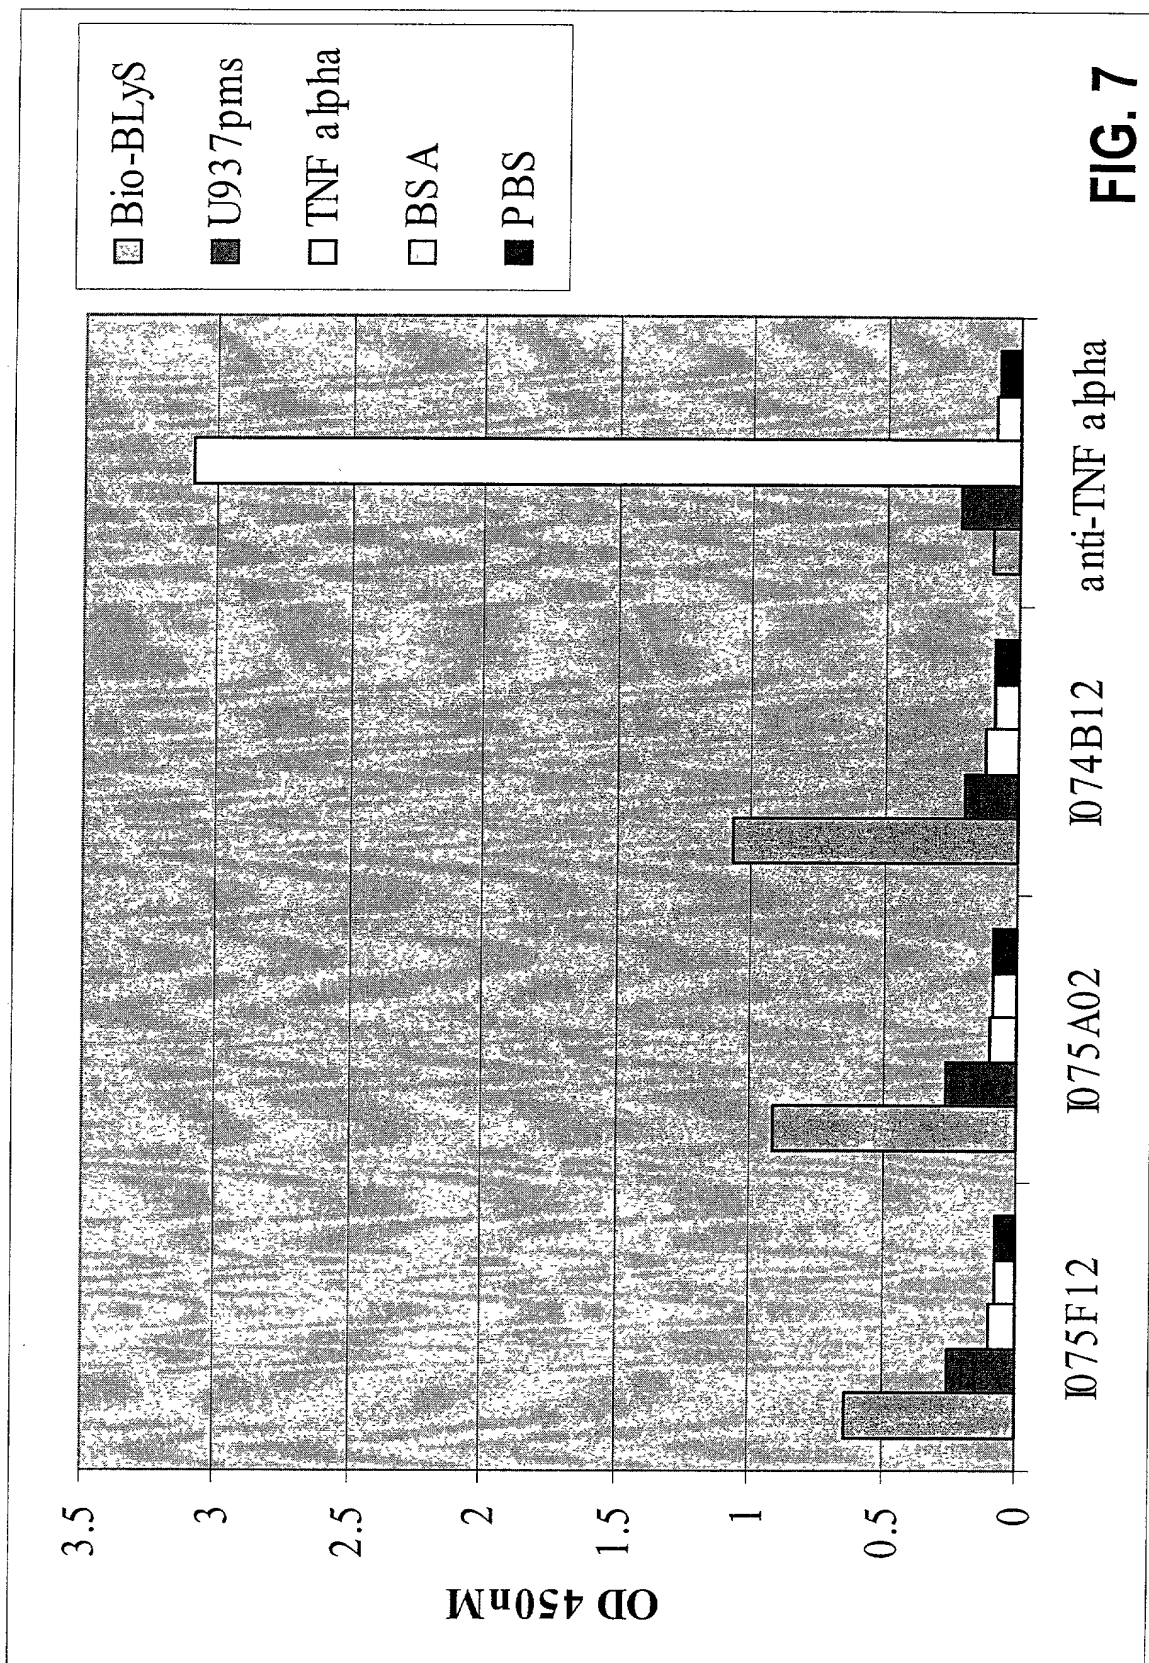 Bio-BLyS
U937pms
TNF alpha
BSA
PBS
3.5
3
2.5
2
1.5
1
0.5
0
OD 450nM
I075F12
I075A02
I074B12
anti-TNF alpha
FIG. 7